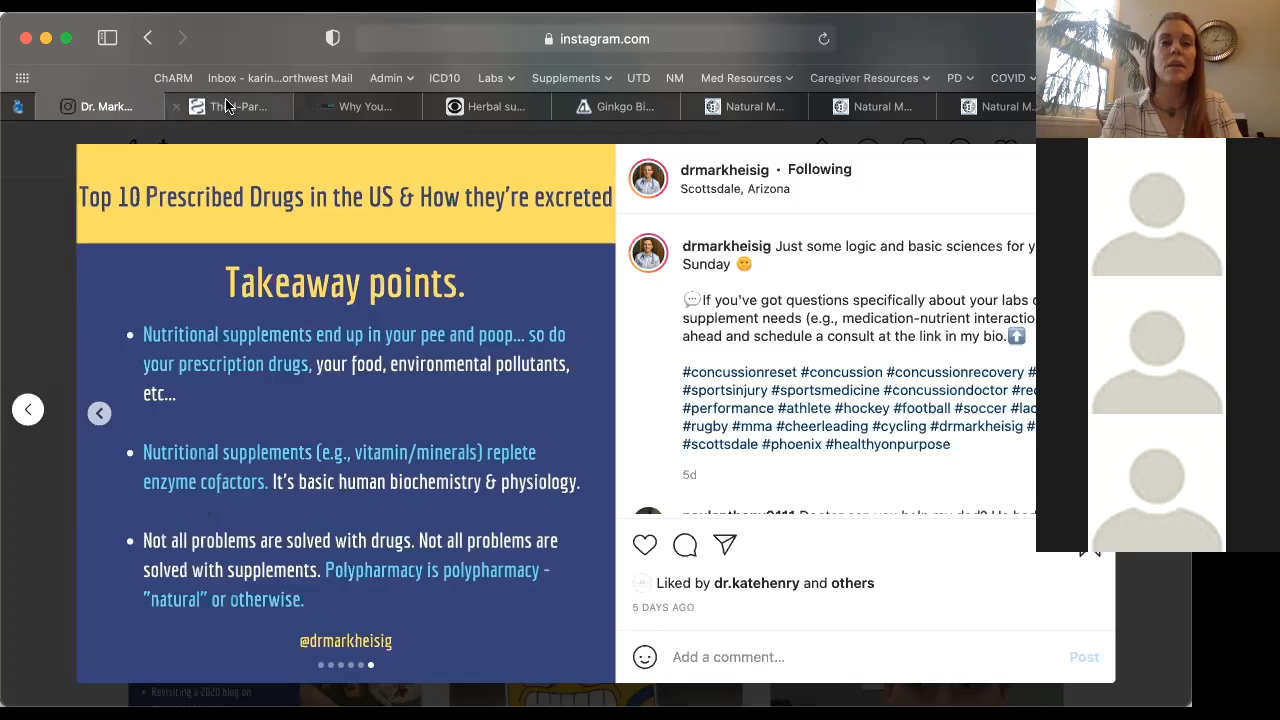 instagram.com
ChARM Inbox - karin...orthwest Mail Admin ICD10 Labs Supplements UTD NM Med Resources Caregiver Resources PD COVID
Dr. Mark... Third-Par... Why You... Herbal su... Ginkgo Bi... Natural M... Natural M... Natural M
Top 10 Prescribed Drugs in the US & How they're excreted
Takeaway points.
• Nutritional supplements end up in your pee and poop... so do
your prescription drugs, your food, environmental pollutants,
etc...
• Nutritional supplements (e.g., vitamin/minerals) replete
enzyme cofactors. It's basic human biochemistry & physiology.
• Not all problems are solved with drugs. Not all problems are
solved with supplements. Polypharmacy is polypharmacy -
"natural" or otherwise.
@drmarkheisig
drmarkheisig • Following
Scottsdale, Arizona
drmarkheisig Just some logic and basic sciences for y
Sunday
If you've got questions specifically about your labs
supplement needs (e.g., medication-nutrient interactio
ahead and schedule a consult at the link in my bio.
#concussionreset #concussion #concussionrecovery #
#sportsinjury #sportsmedicine #concussiondoctor #re
#performance #athlete #hockey #football #soccer #lac
#rugby #mma #cheerleading #cycling #drmarkheisig #
#scottsdale #phoenix #healthyonpurpose
5d
Liked by dr.katehenry and others
5 DAYS AGO
Add a comment... Post
Revisiting a 2020 blog on